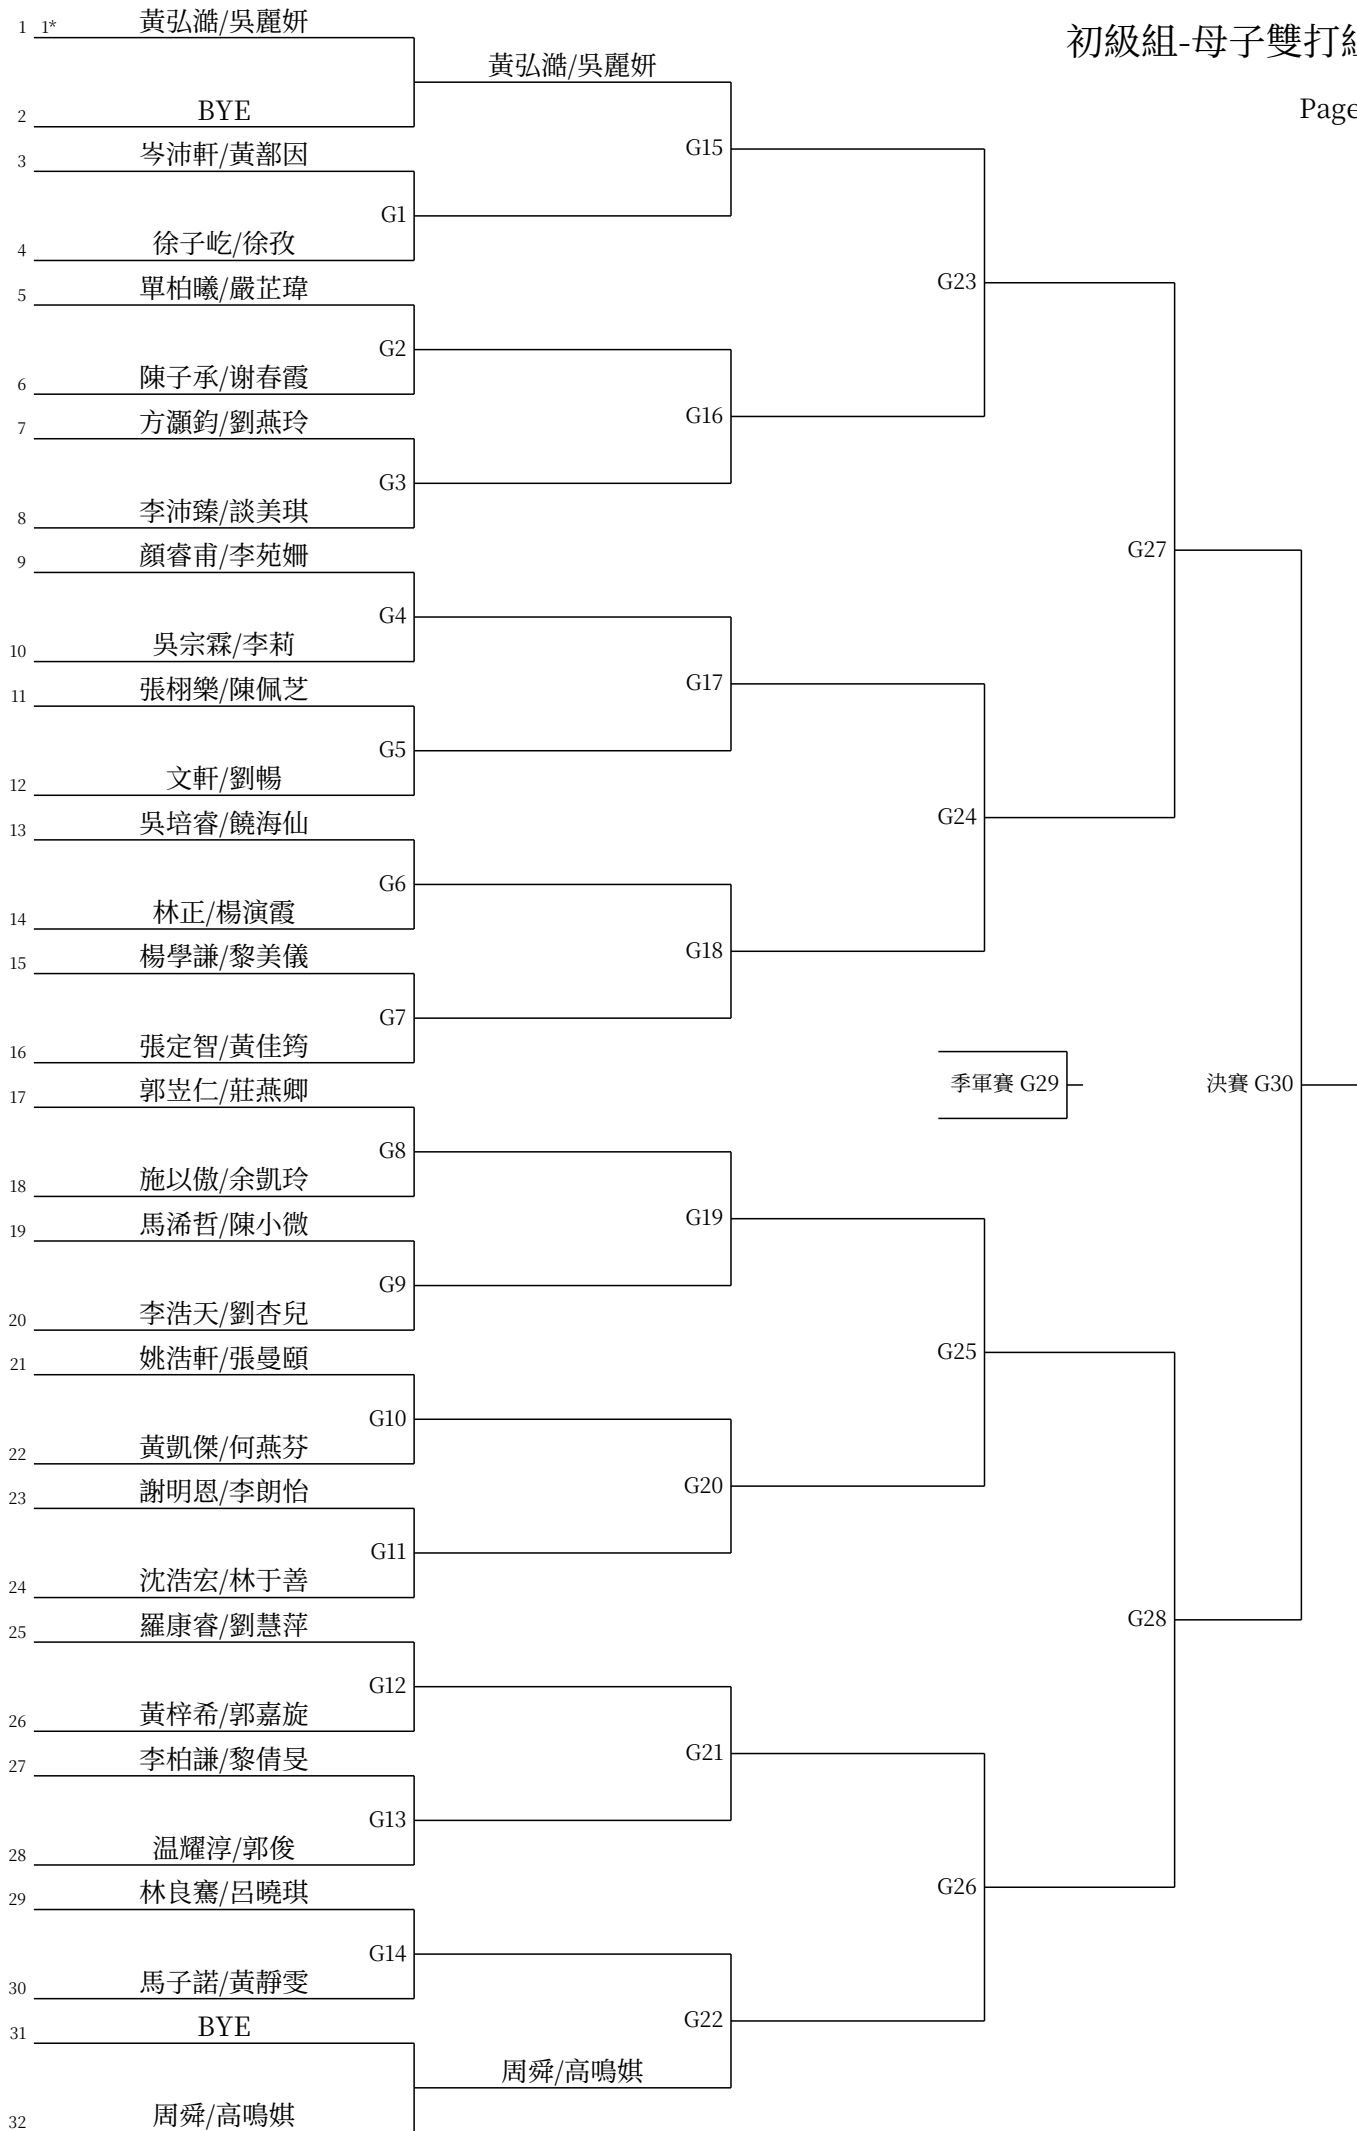 初級組-母子雙打組
Page
1 1* 黃弘澔/吳麗妍
黃弘澔/吳麗妍
2 BYE
G15
3 岑沛軒/黃鄯因
G1
4 徐子屹/徐孜
5 單柏曦/嚴芷瑋
G23
G2
6 陳子承/谢春霞
G16
7 方灝鈞/劉燕玲
G3
8 李沛臻/談美琪
9 顏睿甫/李苑姍
G27
G4
10 吳宗霖/李莉
G17
11 張栩樂/陳佩芝
G5
12 文軒/劉暢
G24
13 吳培睿/饒海仙
G6
14 林正/楊演霞
G18
15 楊學謙/黎美儀
G7
16 張定智/黃佳筠
季軍賽 G29
決賽 G30
17 郭岦仁/莊燕卿
G8
18 施以傲/余凱玲
G19
19 馬浠哲/陳小微
G9
20 李浩天/劉杏兒
G25
21 姚浩軒/張曼頤
G10
22 黃凱傑/何燕芬
G20
23 謝明恩/李朗怡
G11
24 沈浩宏/林于善
G28
25 羅康睿/劉慧萍
G12
26 黃梓希/郭嘉旋
G21
27 李柏謙/黎倩旻
G13
28 温耀淳/郭俊
G26
29 林良騫/呂曉琪
G14
30 馬子諾/黃靜雯
G22
31 BYE
周舜/高鳴娸
32 周舜/高鳴娸